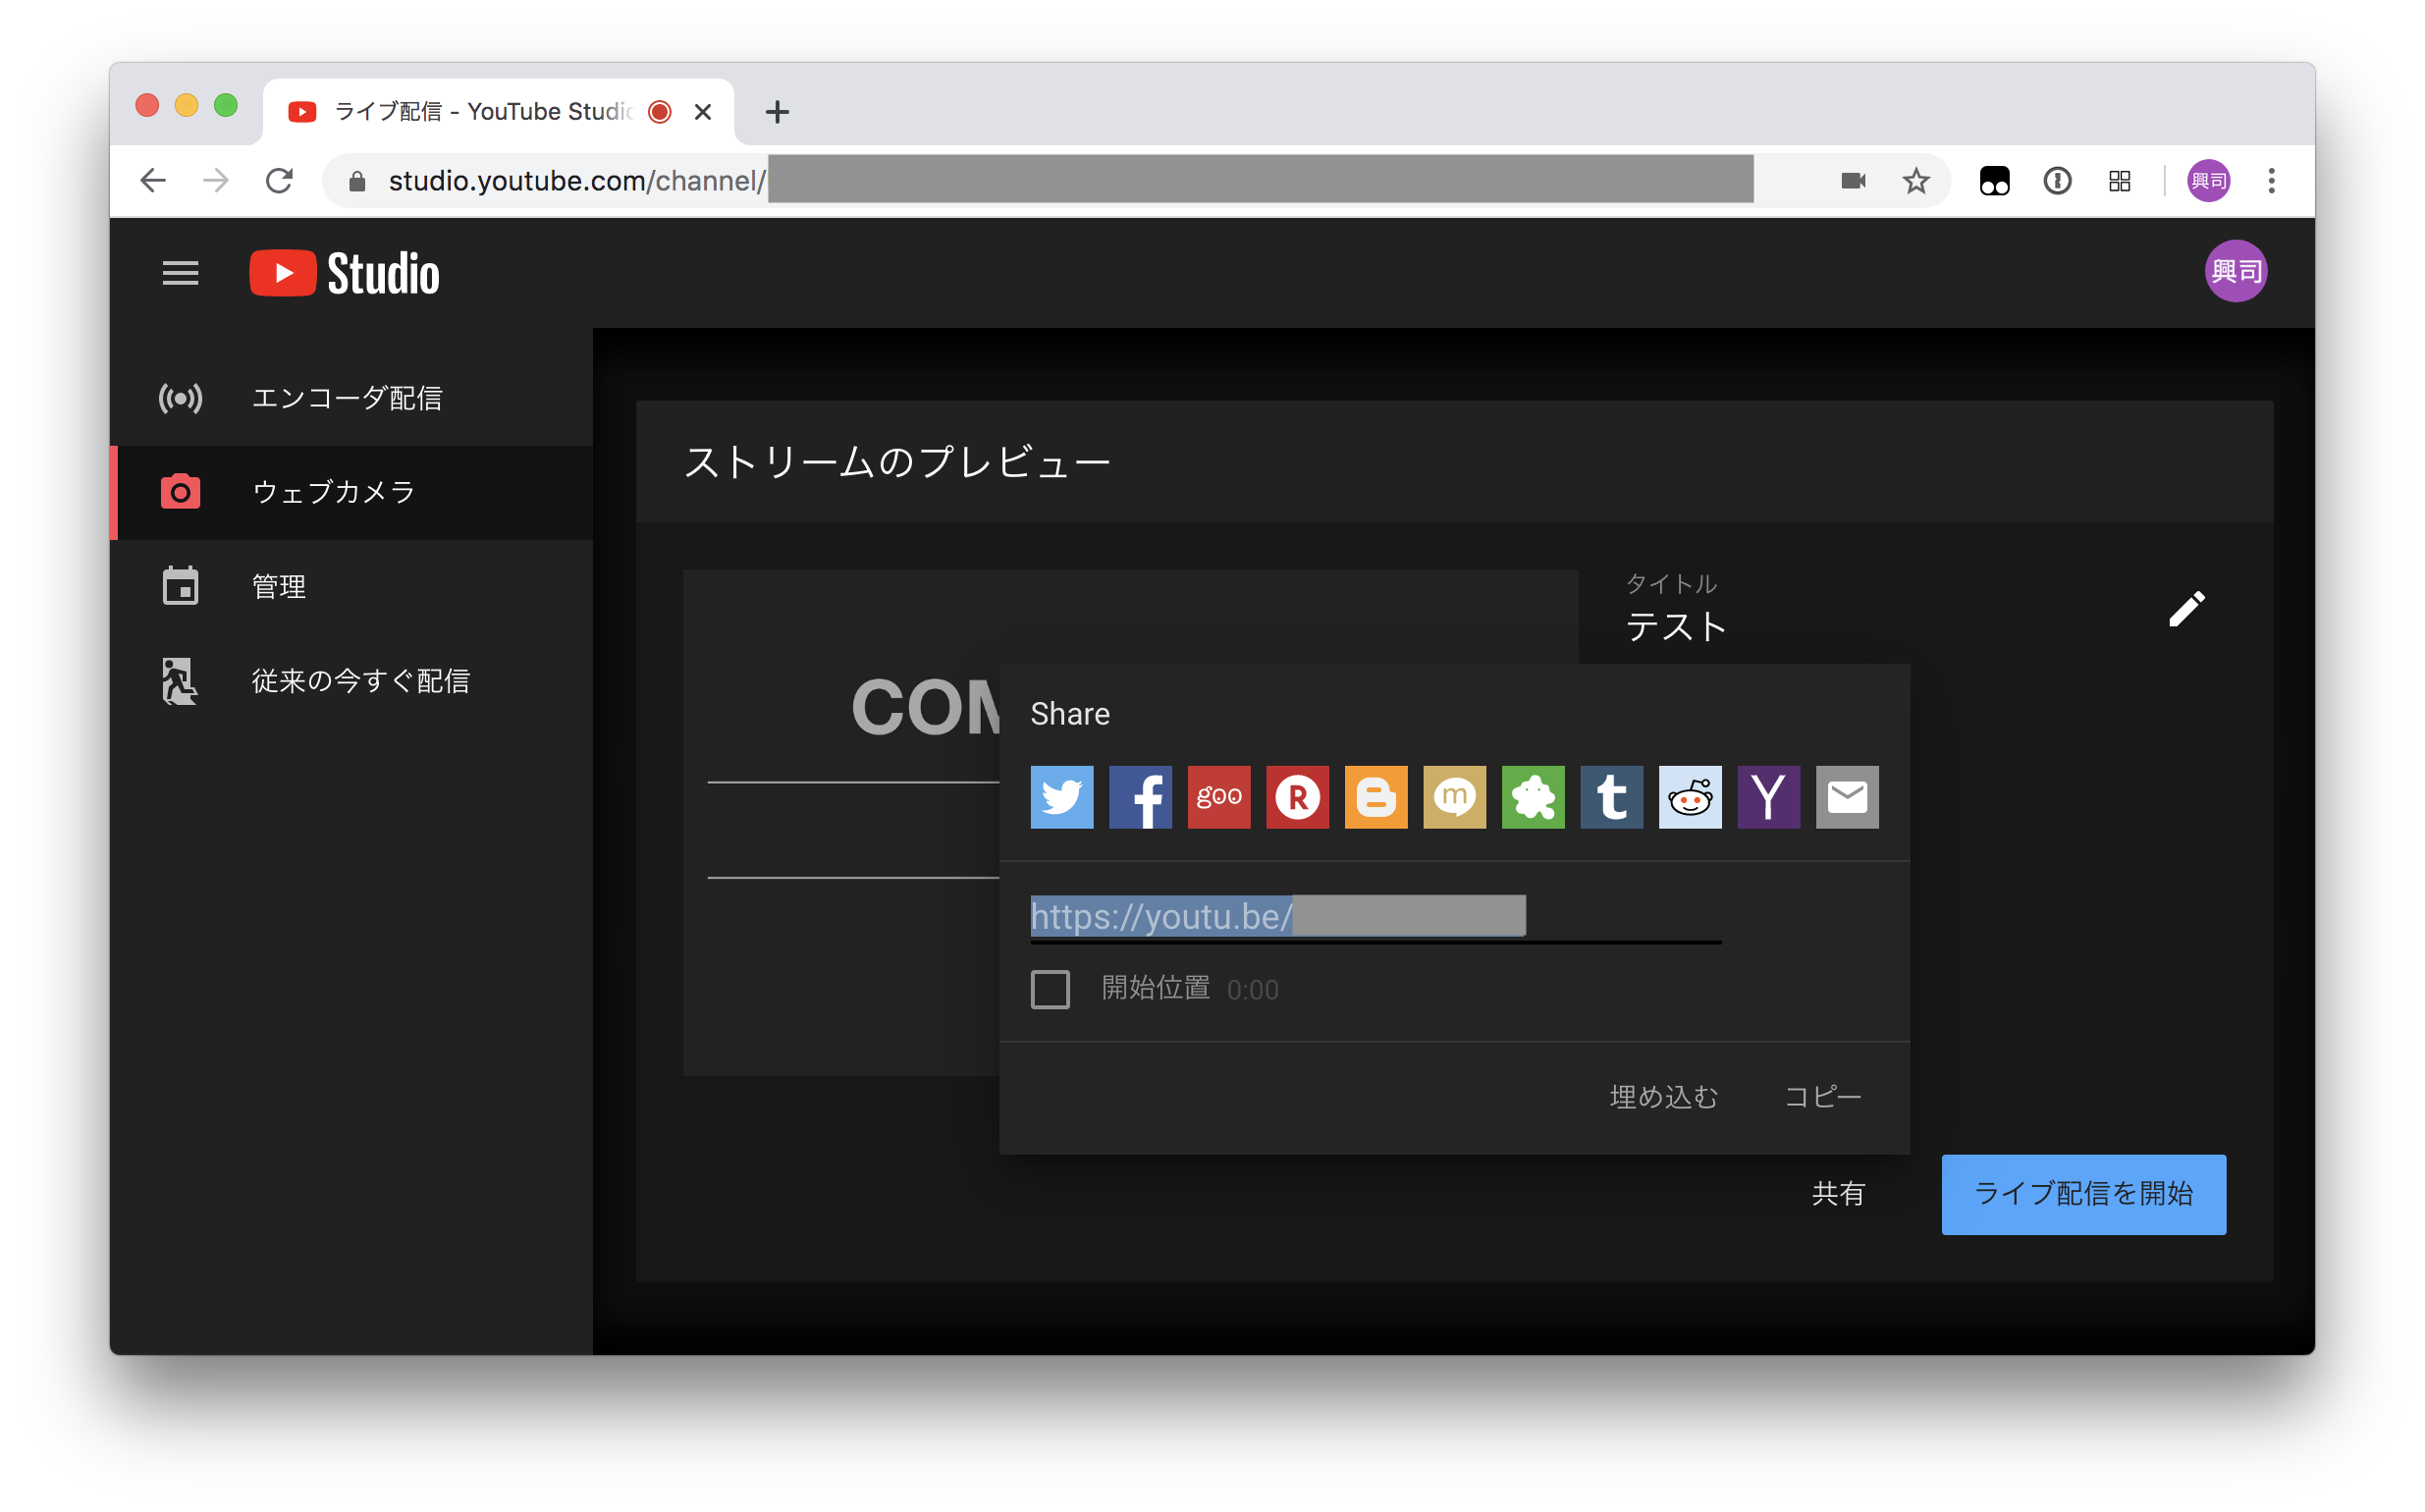 ライブ配信 - YouTube Studio
studio.youtube.com/channel/
興司
Studio
興司
エンコーダ配信
ウェブカメラ
管理
従来の今すぐ配信
ストリームのプレビュー
タイトル
テスト
COM
Share
goo
R
m
t
Y
https://youtu.be/
開始位置 0:00
埋め込む コピー
共有 ライブ配信を開始